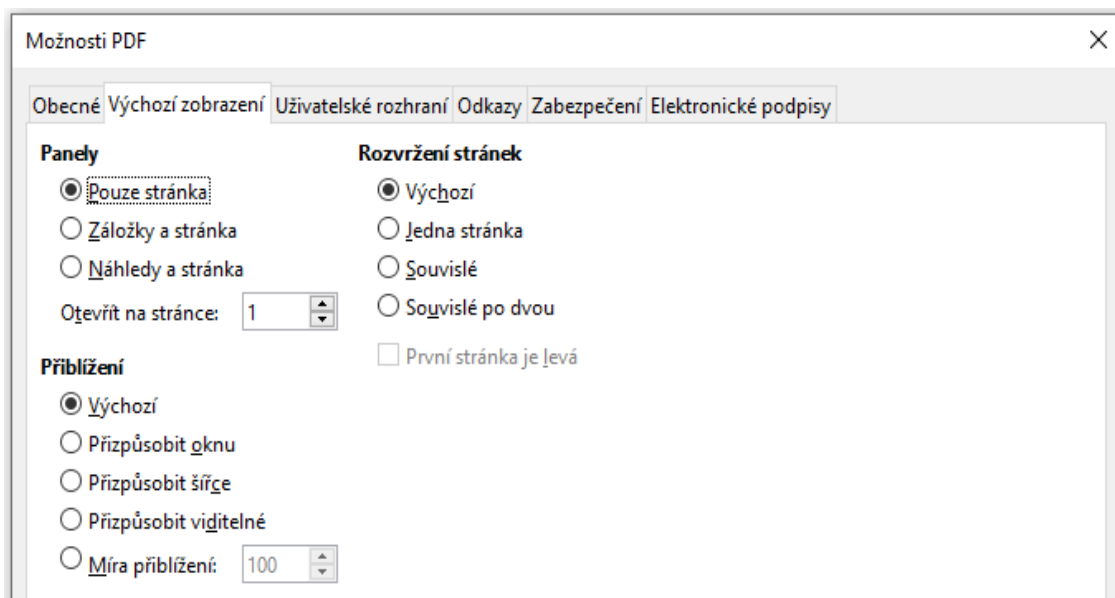 Možnosti PDF
Obecné Výchozí zobrazení Uživatelské rozhraní Odkazy Zabezpečení Elektronické podpisy
Panely
Pouze stránka
Záložky a stránka
Náhledy a stránka
Otevřít na stránce: 1
Přiblížení
Výchozí
Přizpůsobit oknu
Přizpůsobit šířce
Přizpůsobit viditelné
Míra přiblížení: 100
Rozvržení stránek
Výchozí
Jedna stránka
Souvislé
Souvislé po dvou
První stránka je levá